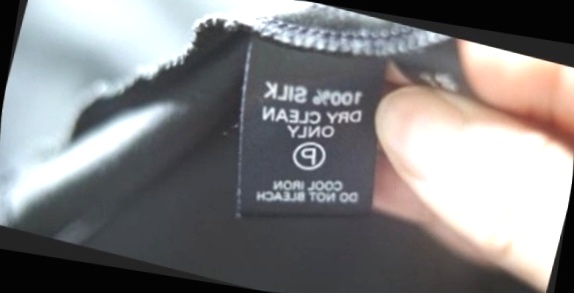 100% SILK
DRY CLEAN
ONLY
P
COOL IRON
DO NOT BLEACH